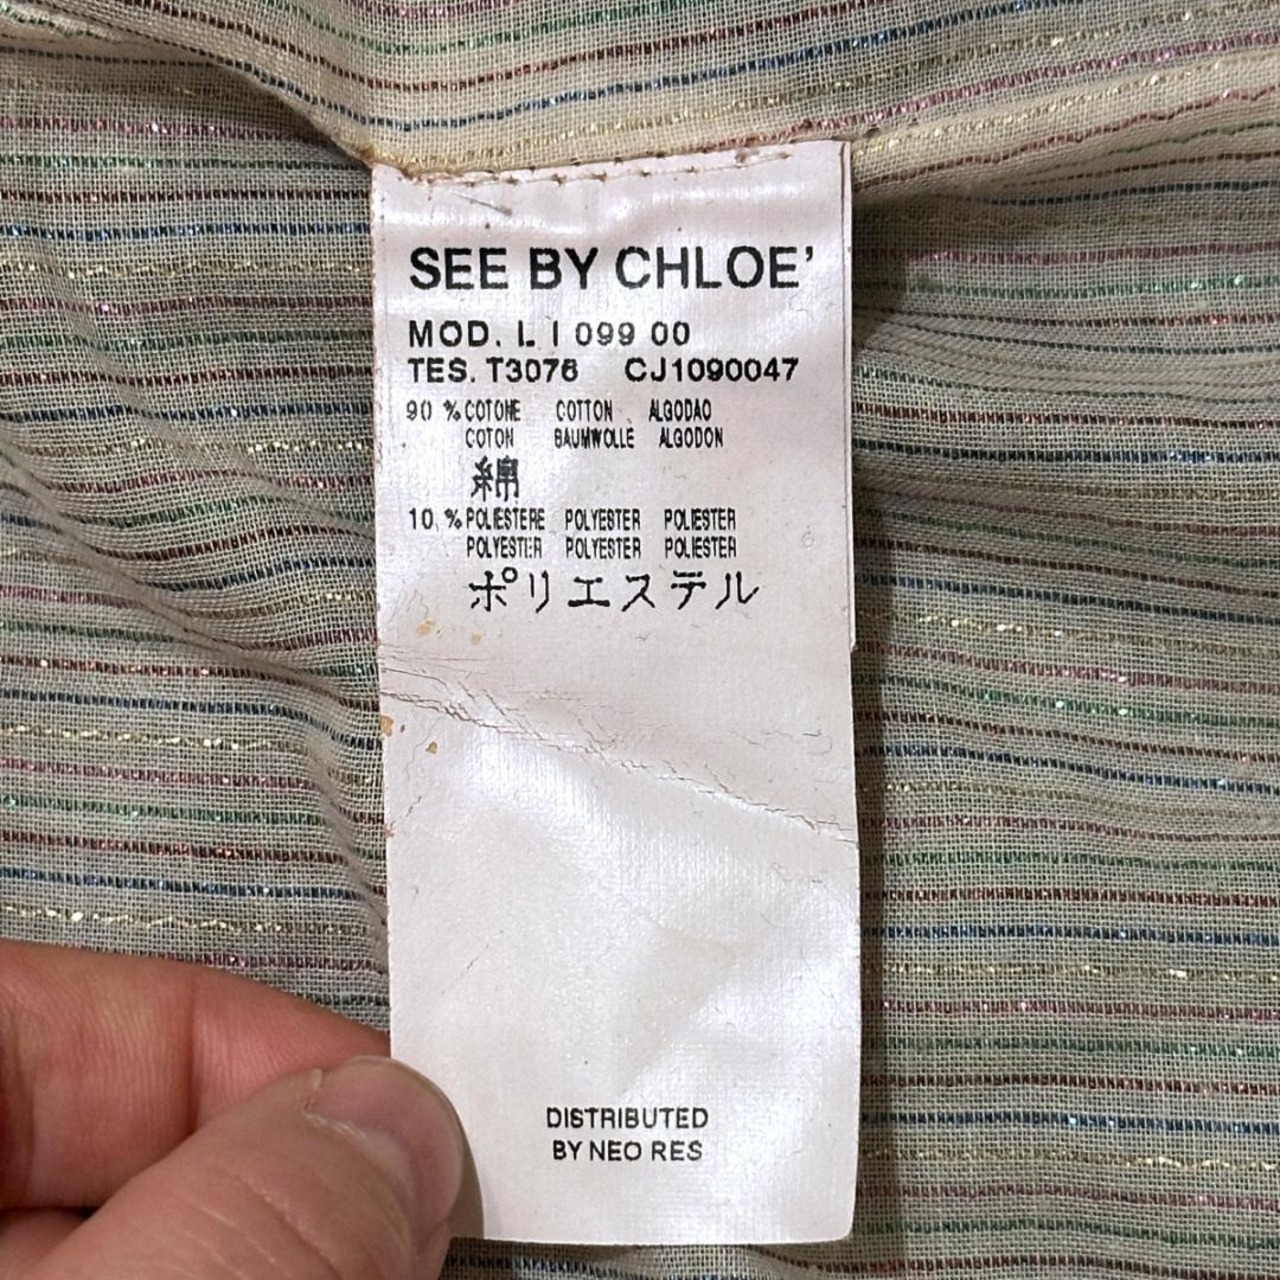 SEE BY CHLOE'
MOD. L I 099 00
TES. T3076 CJ1090047
90 % COTONE COTTON ALGODAO
COTON BAUMWOLLE ALGODON
綿
10 % POLIESTERE POLYESTER POLIESTER
POLYESTER POLYESTER POLIESTER
ポリエステル
DISTRIBUTED
BY NEO RES